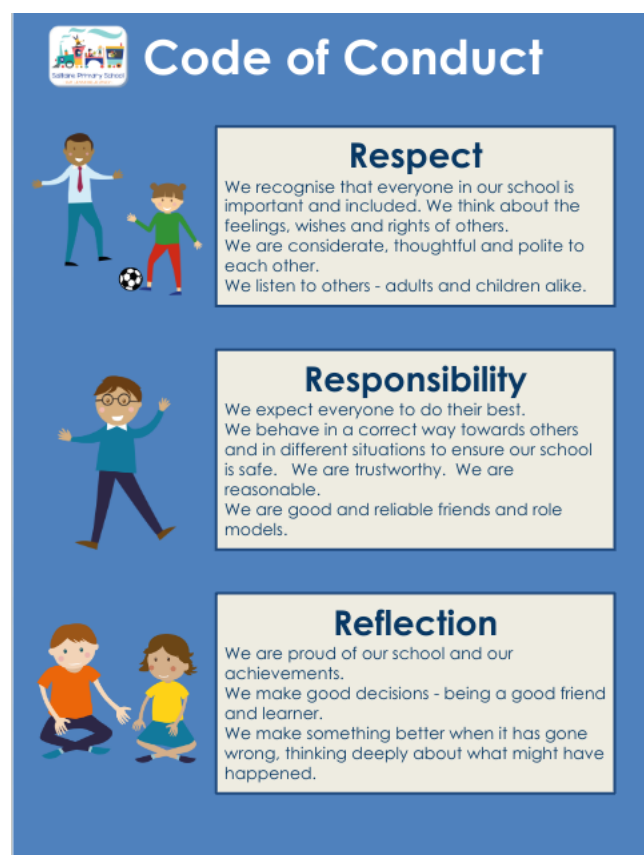 Saltaire Primary School
Code of Conduct
Respect
We recognise that everyone in our school is
important and included. We think about the
feelings, wishes and rights of others.
We are considerate, thoughtful and polite to
each other.
We listen to others - adults and children alike.
Responsibility
We expect everyone to do their best.
We behave in a correct way towards others
and in different situations to ensure our school
is safe.   We are trustworthy.  We are
reasonable.
We are good and reliable friends and role
models.
Reflection
We are proud of our school and our
achievements.
We make good decisions - being a good friend
and learner.
We make something better when it has gone
wrong, thinking deeply about what might have
happened.